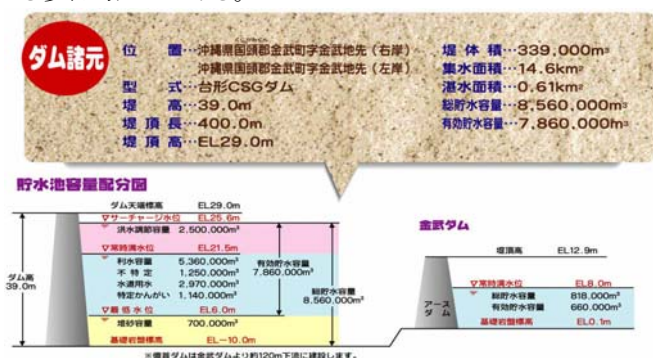 ダム諸元
位　置…沖縄県国頭郡金武町字金武地先（右岸）
沖縄県国頭郡金武町字金武地先（左岸）
型　式…台形CSGダム
堤　高…39.0m
堤 頂 長…400.0m
堤 頂 高…EL29.0m
堤 体 積…339,000m³
集水面積…14.6km²
湛水面積…0.61km²
総貯水容量…8,560,000m³
有効貯水容量…7,860,000m³
貯水池容量配分図
ダム天端標高 EL29.0m
▽サーチャージ水位 EL25.6m
洪水調節容量 2,500,000m³
▽常時満水位 EL21.5m
利水容量 5,360,000m³
不 特 定 1,250,000m³
水道用水 2,970,000m³
特定かんがい 1,140,000m³
▽最 低 水 位 EL6.0m
堆砂容量 700,000m³
基礎岩盤標高 EL-10.0m
ダム高
39.0m
有効貯水容量
7,860,000m³
総貯水容量
8,560,000m³
金武ダム
堤頂高 EL12.9m
▽常時満水位 EL8.0m
総貯水容量 818,000m³
有効貯水容量 660,000m³
基礎岩盤標高 EL0.1m
アース
ダム
※億首ダムは金武ダムより約120m下流に建設します。